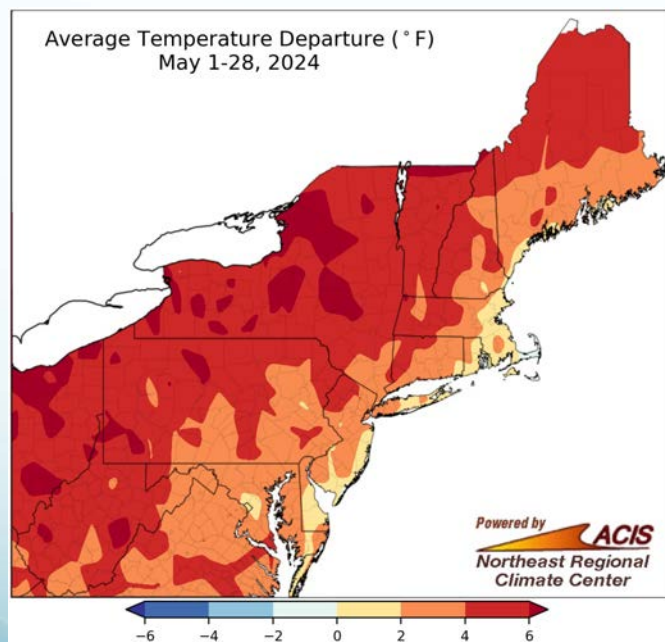 Average Temperature Departure (°F)
May 1-28, 2024
Powered by
ACIS
Northeast Regional
Climate Center
−6 −4 −2 0 2 4 6